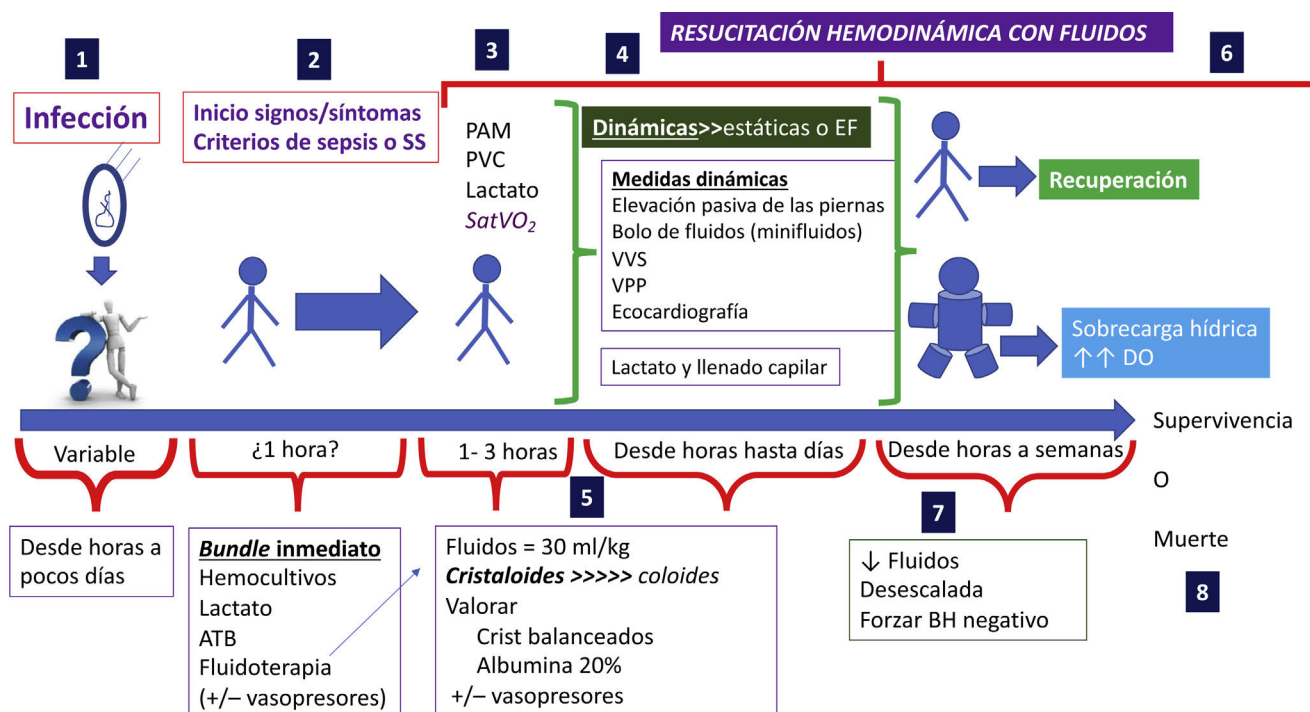 RESUCITACIÓN HEMODINÁMICA CON FLUIDOS
1
2
3
4
6
Infección
Inicio signos/síntomas
Criterios de sepsis o SS
PAM
PVC
Lactato
SatVO₂
Dinámicas>>estáticas o EF
Medidas dinámicas
Elevación pasiva de las piernas
Bolo de fluidos (minifluidos)
VVS
VPP
Ecocardiografía
Lactato y llenado capilar
Recuperación
Sobrecarga hídrica
↑↑ DO
?
Variable
¿1 hora?
1- 3 horas
Desde horas hasta días
Desde horas a semanas
Supervivencia
O
Muerte
8
Desde horas a
pocos días
Bundle inmediato
Hemocultivos
Lactato
ATB
Fluidoterapia
(+/– vasopresores)
5
Fluidos = 30 ml/kg
Cristaloides >>>>> coloides
Valorar
Crist balanceados
Albumina 20%
+/– vasopresores
7
↓ Fluidos
Desescalada
Forzar BH negativo